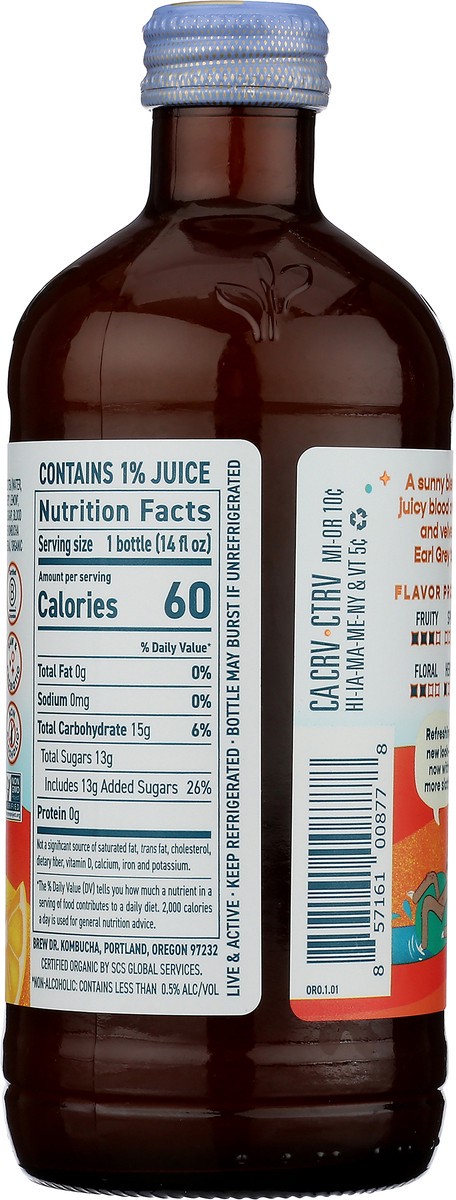 CONTAINS 1% JUICE
Nutrition Facts
Serving size 1 bottle (14 fl oz)
Amount per serving
Calories 60
% Daily Value*
Total Fat 0g 0%
Sodium 0mg 0%
Total Carbohydrate 15g 6%
Total Sugars 13g
Includes 13g Added Sugars 26%
Protein 0g
Not a significant source of saturated fat, trans fat, cholesterol,
dietary fiber, vitamin D, calcium, iron and potassium.
*The % Daily Value (DV) tells you how much a nutrient in a
serving of food contributes to a daily diet. 2,000 calories
a day is used for general nutrition advice.
BREW DR. KOMBUCHA, PORTLAND, OREGON 97232
CERTIFIED ORGANIC BY SCS GLOBAL SERVICES.
*NON-ALCOHOLIC: CONTAINS LESS THAN 0.5% ALC/VOL
LIVE & ACTIVE · KEEP REFRIGERATED · BOTTLE MAY BURST IF UNREFRIGERATED
CA CRV · CTRV MI-OR 10¢
HI-IA-MA-ME-NY & VT 5¢
8 57161 00877 8
ORO.1.01
A sunny
juicy blood
and
Earl Grey
FLAVOR
FRUITY
FLORAL
new
now
more